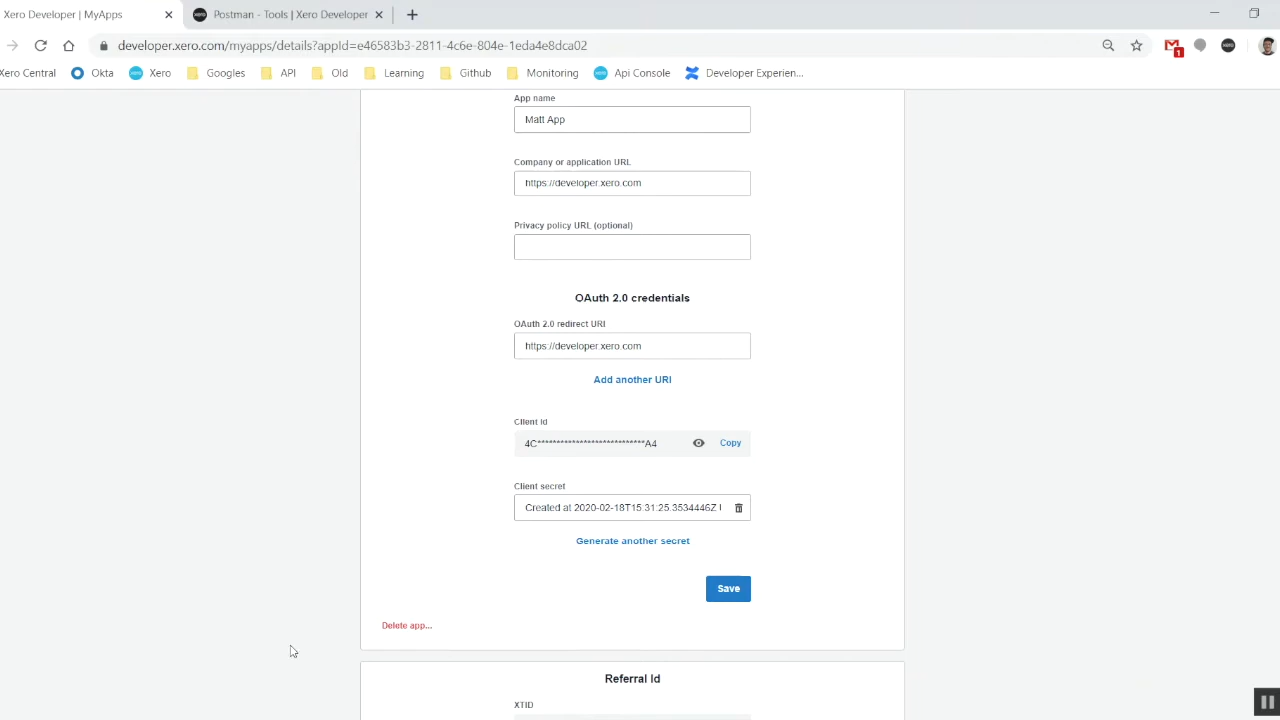 Xero Developer | MyApps
Postman - Tools | Xero Developer
developer.xero.com/myapps/details?appId=e46583b3-2811-4c6e-804e-1eda4e8dca02
1
Xero Central Okta Xero Googles API Old Learning Github Monitoring Api Console Developer Experien...
App name
Matt App
Company or application URL
https://developer.xero.com
Privacy policy URL (optional)
OAuth 2.0 credentials
OAuth 2.0 redirect URI
https://developer.xero.com
Add another URI
Client id
4C****************************A4 Copy
Client secret
Created at 2020-02-18T15:31:25.3534446Z
Generate another secret
Save
Delete app...
Referral Id
XTID